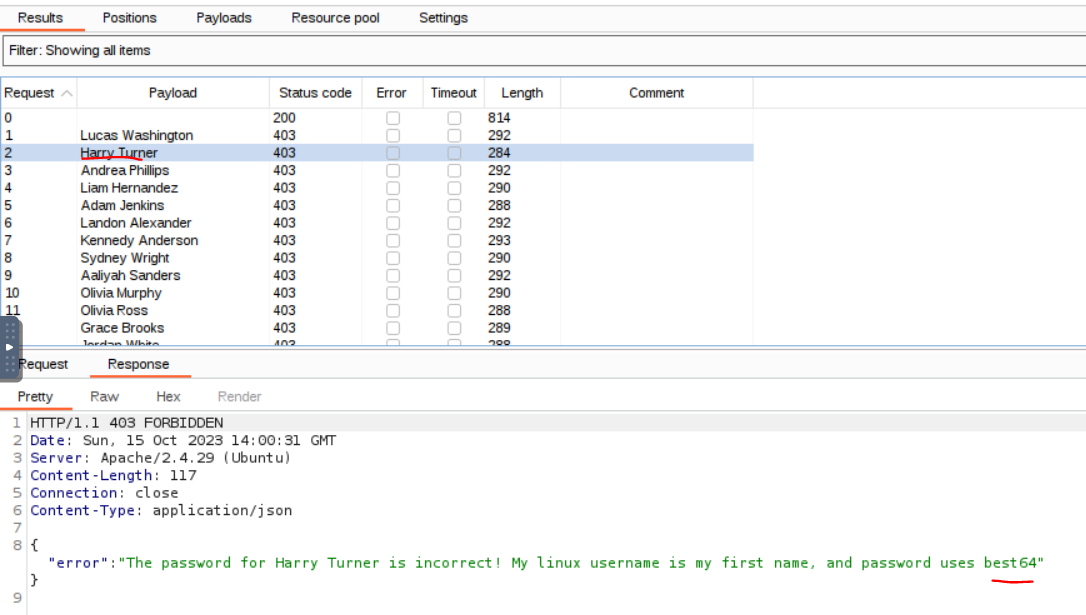 Results Positions Payloads Resource pool Settings
Filter: Showing all items
Request Payload Status code Error Timeout Length Comment
0 200 814
1 Lucas Washington 403 292
2 Harry Turner 403 284
3 Andrea Phillips 403 292
4 Liam Hernandez 403 290
5 Adam Jenkins 403 288
6 Landon Alexander 403 292
7 Kennedy Anderson 403 293
8 Sydney Wright 403 290
9 Aaliyah Sanders 403 292
10 Olivia Murphy 403 290
11 Olivia Ross 403 288
Grace Brooks 403 289
Jordan White 403 288
Request Response
Pretty Raw Hex Render
1 HTTP/1.1 403 FORBIDDEN
2 Date: Sun, 15 Oct 2023 14:00:31 GMT
3 Server: Apache/2.4.29 (Ubuntu)
4 Content-Length: 117
5 Connection: close
6 Content-Type: application/json
7
8 {
"error":"The password for Harry Turner is incorrect! My linux username is my first name, and password uses best64"
}
9